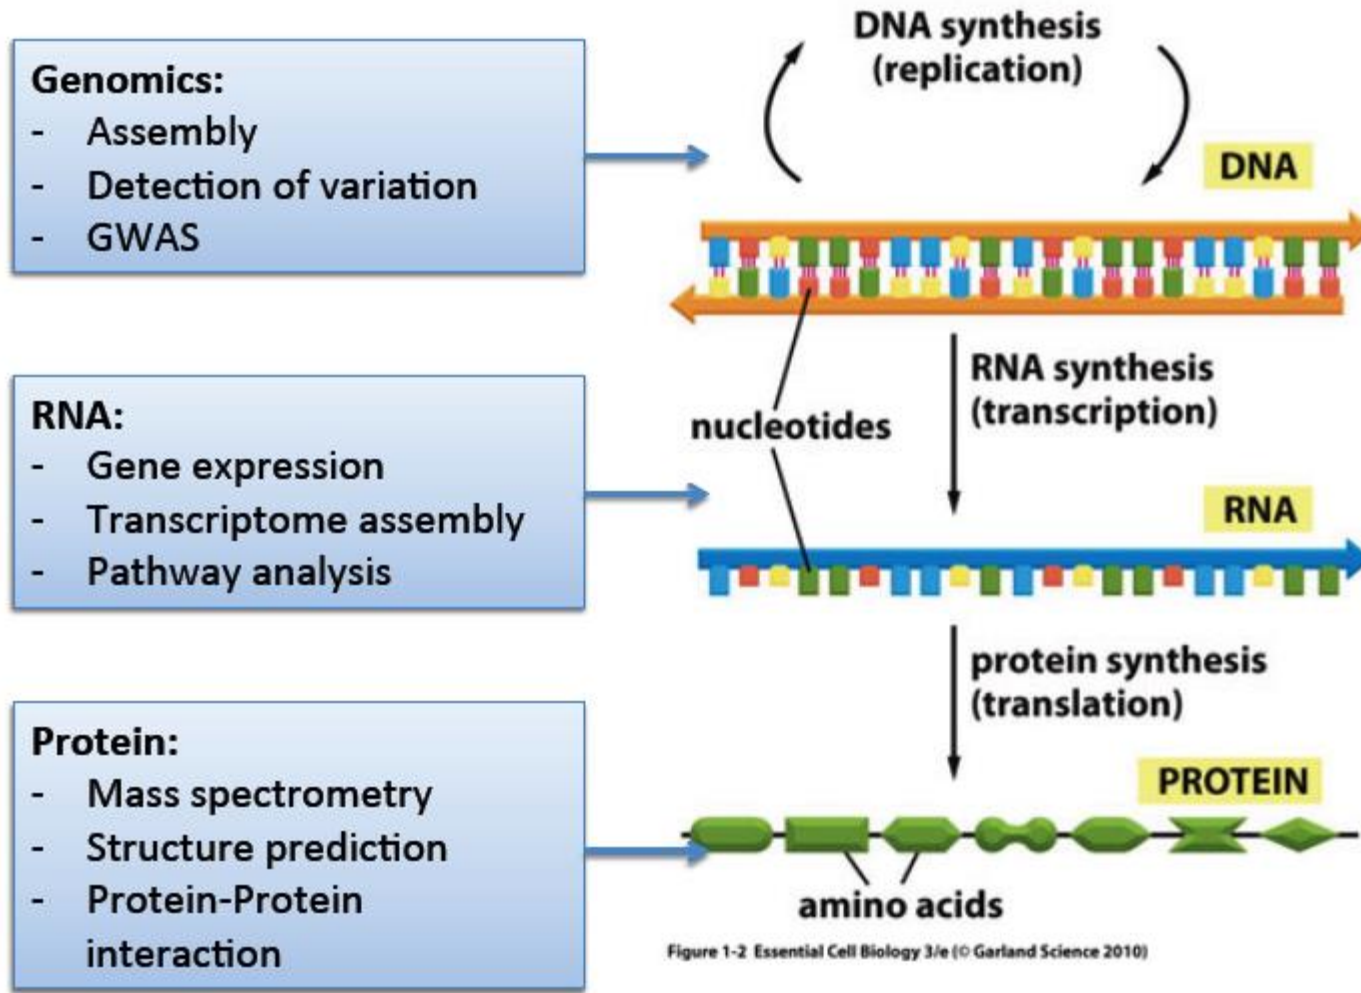 Genomics:
- Assembly
- Detection of variation
- GWAS
RNA:
- Gene expression
- Transcriptome assembly
- Pathway analysis
Protein:
- Mass spectrometry
- Structure prediction
- Protein-Protein
interaction
DNA synthesis
(replication)
DNA
RNA synthesis
(transcription)
nucleotides
RNA
protein synthesis
(translation)
PROTEIN
amino acids
Figure 1-2 Essential Cell Biology 3/e (© Garland Science 2010)